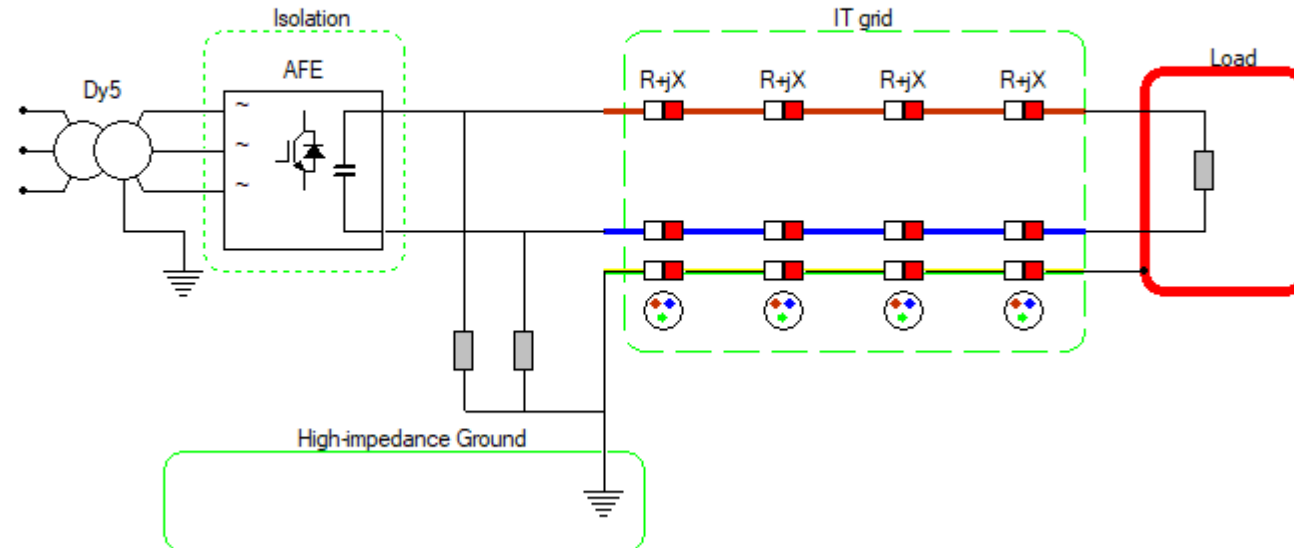 Isolation
IT grid
AFE
Load
Dy5
R+jX R+jX R+jX R+jX
~
~
~
High-impedance Ground